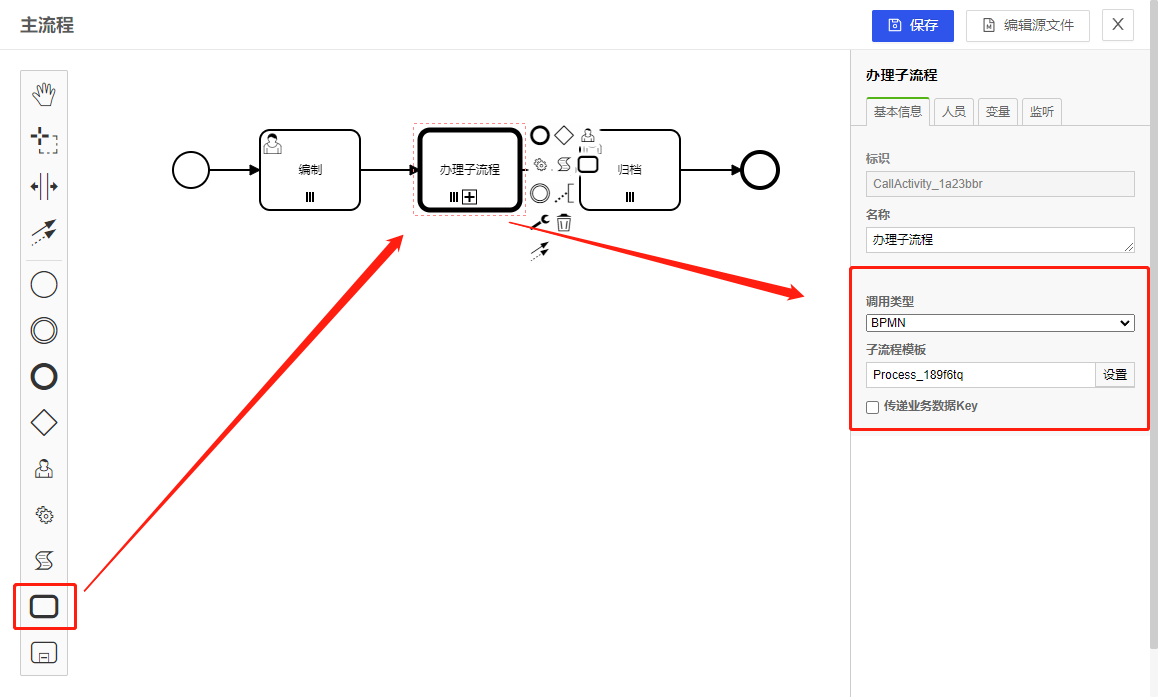 主流程
保存
编辑源文件
X
编制
办理子流程
归档
办理子流程
基本信息
人员
变量
监听
标识
CallActivity_1a23bbr
名称
办理子流程
调用类型
BPMN
子流程模板
Process_189f6tq
设置
传递业务数据Key